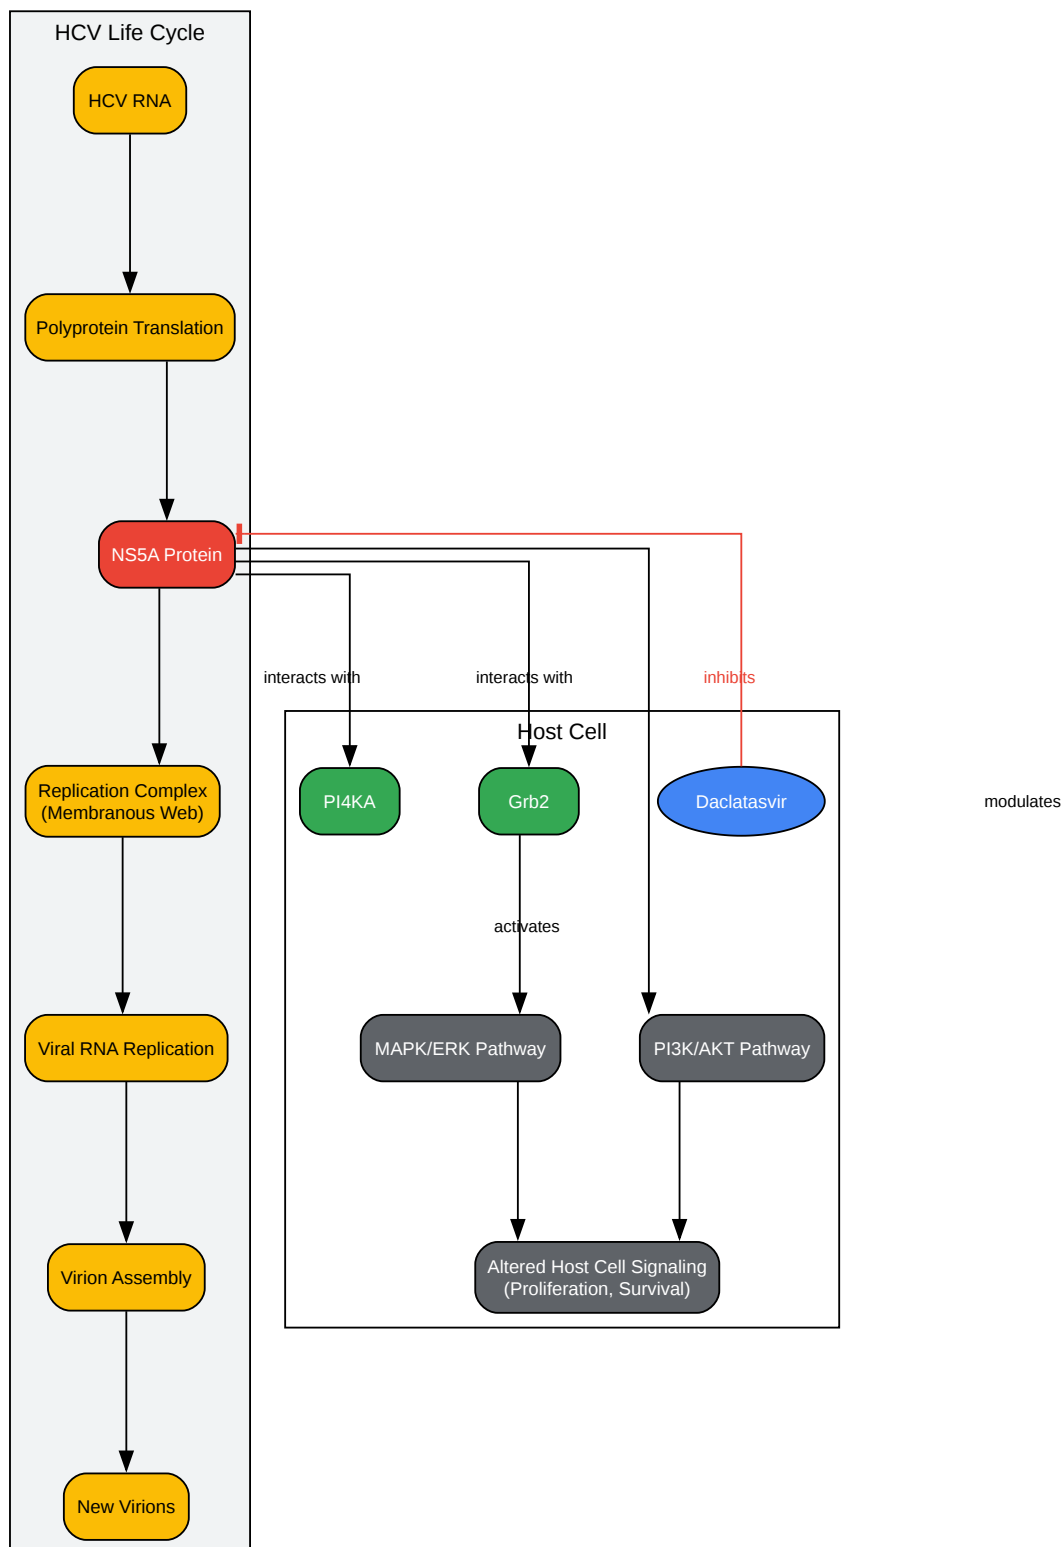 HCV Life Cycle
HCV RNA
Polyprotein Translation
NS5A Protein
interacts with
interacts with
inhibits
Host Cell
Replication Complex
(Membranous Web)
PI4KA
Grb2
Daclatasvir
modulates
activates
Viral RNA Replication
MAPK/ERK Pathway
PI3K/AKT Pathway
Virion Assembly
Altered Host Cell Signaling
(Proliferation, Survival)
New Virions